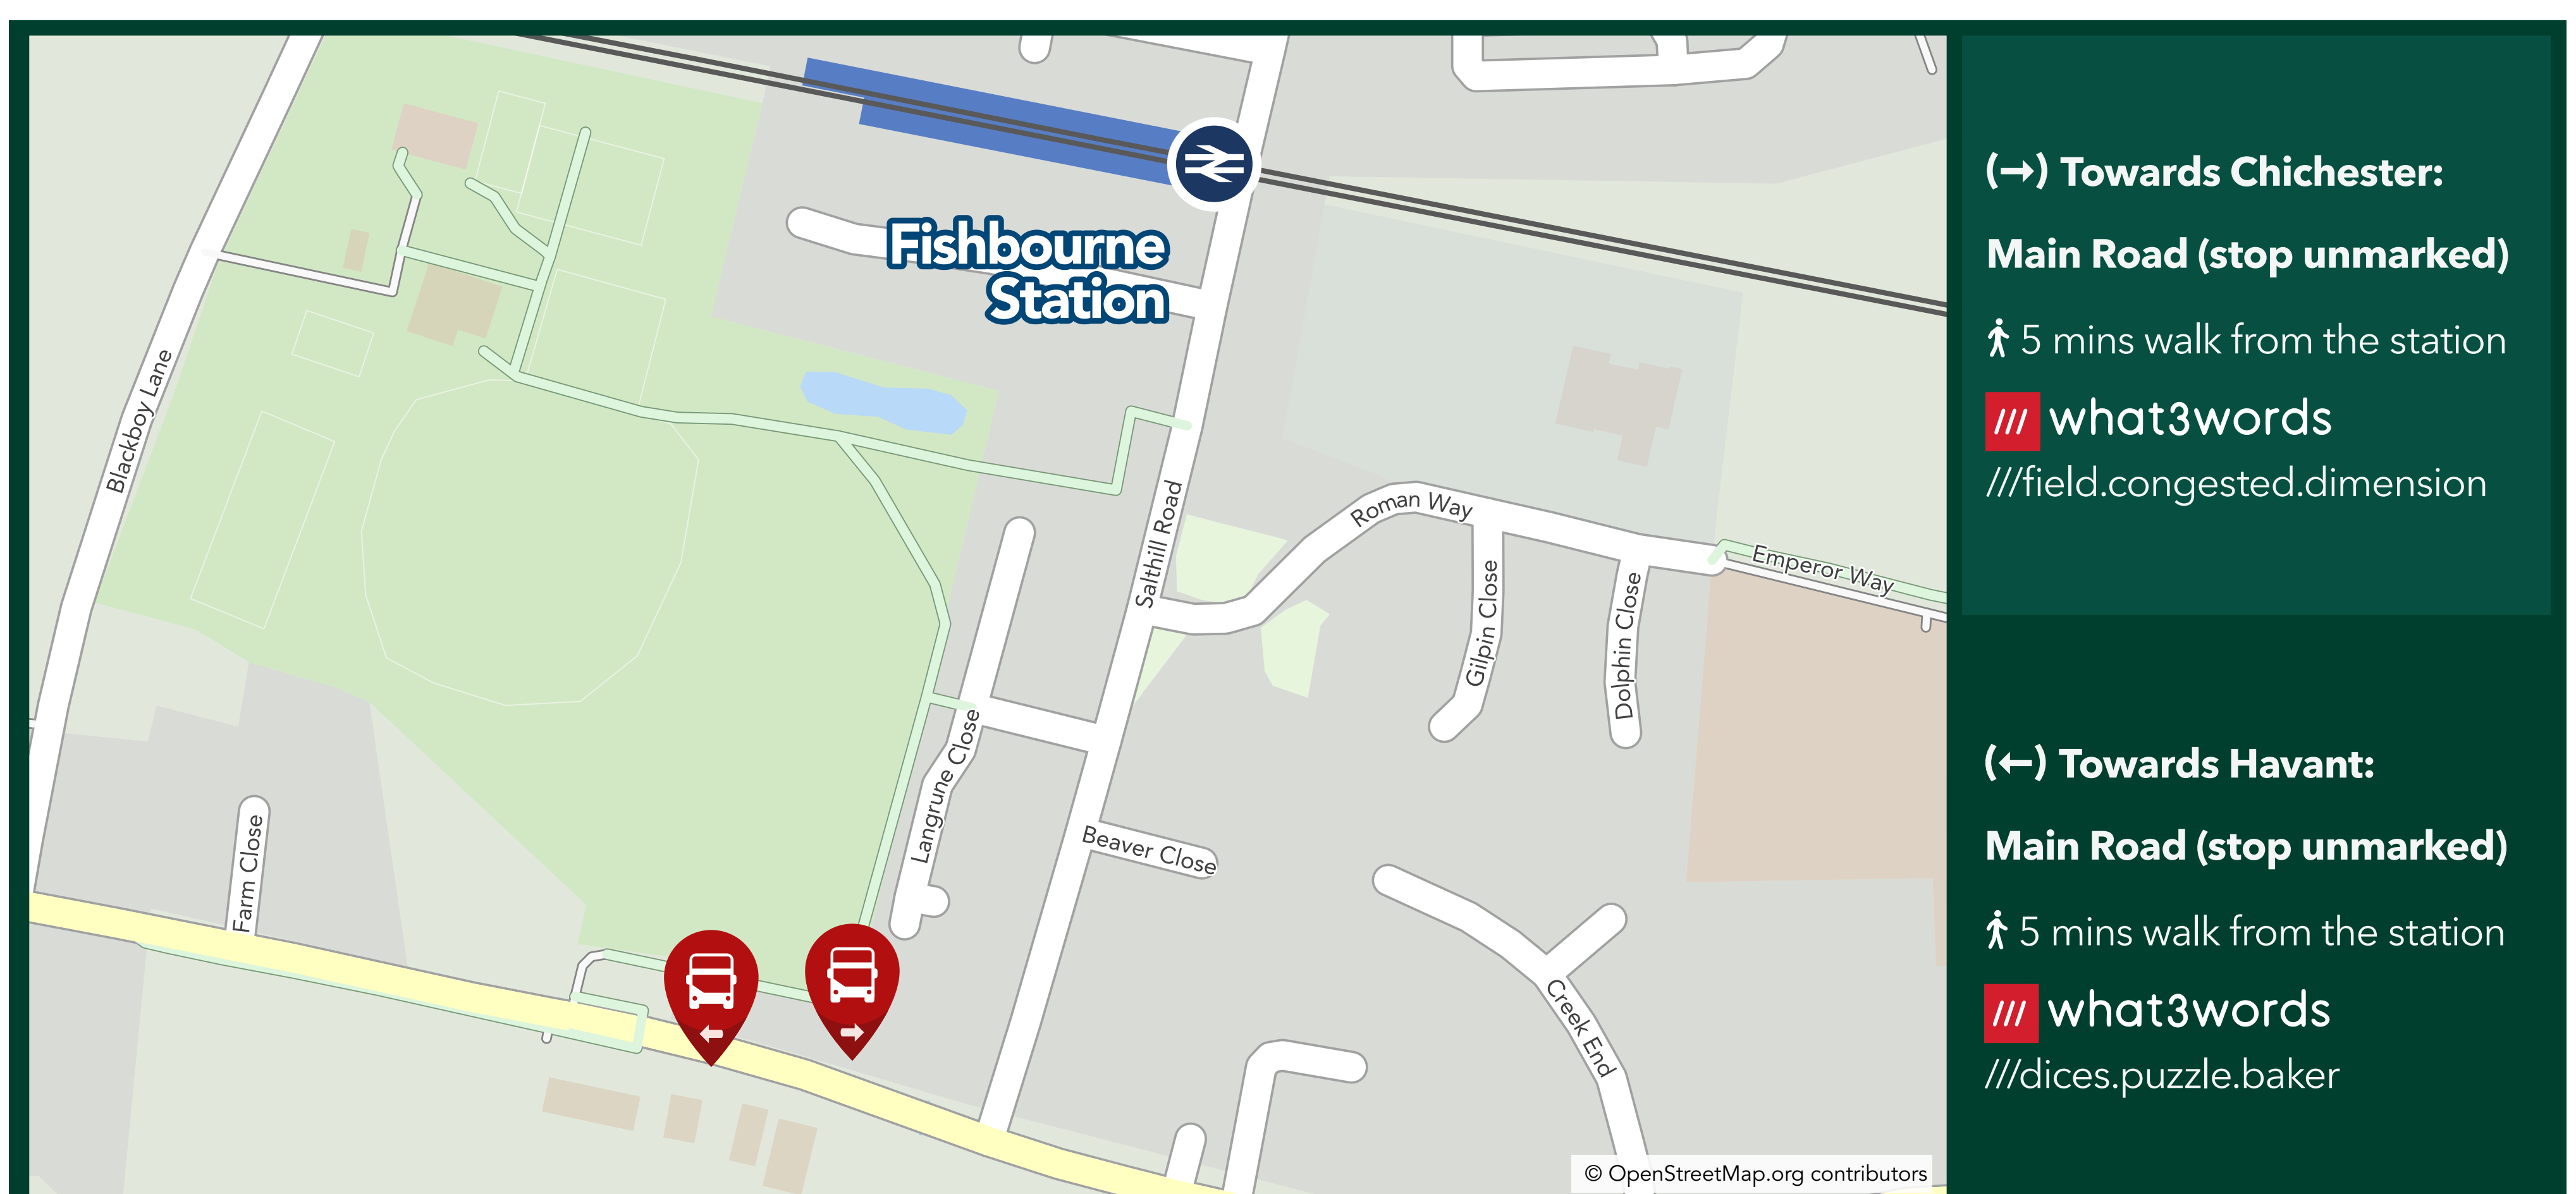 Fishbourne
Station
Blackboy Lane
Salthill Road
Roman Way
Emperor Way
Gilpin Close
Dolphin Close
Langrune Close
Farm Close
Beaver Close
Creek End
© OpenStreetMap.org contributors
(→) Towards Chichester:
Main Road (stop unmarked)
5 mins walk from the station
/// what3words
///field.congested.dimension
(←) Towards Havant:
Main Road (stop unmarked)
5 mins walk from the station
/// what3words
///dices.puzzle.baker